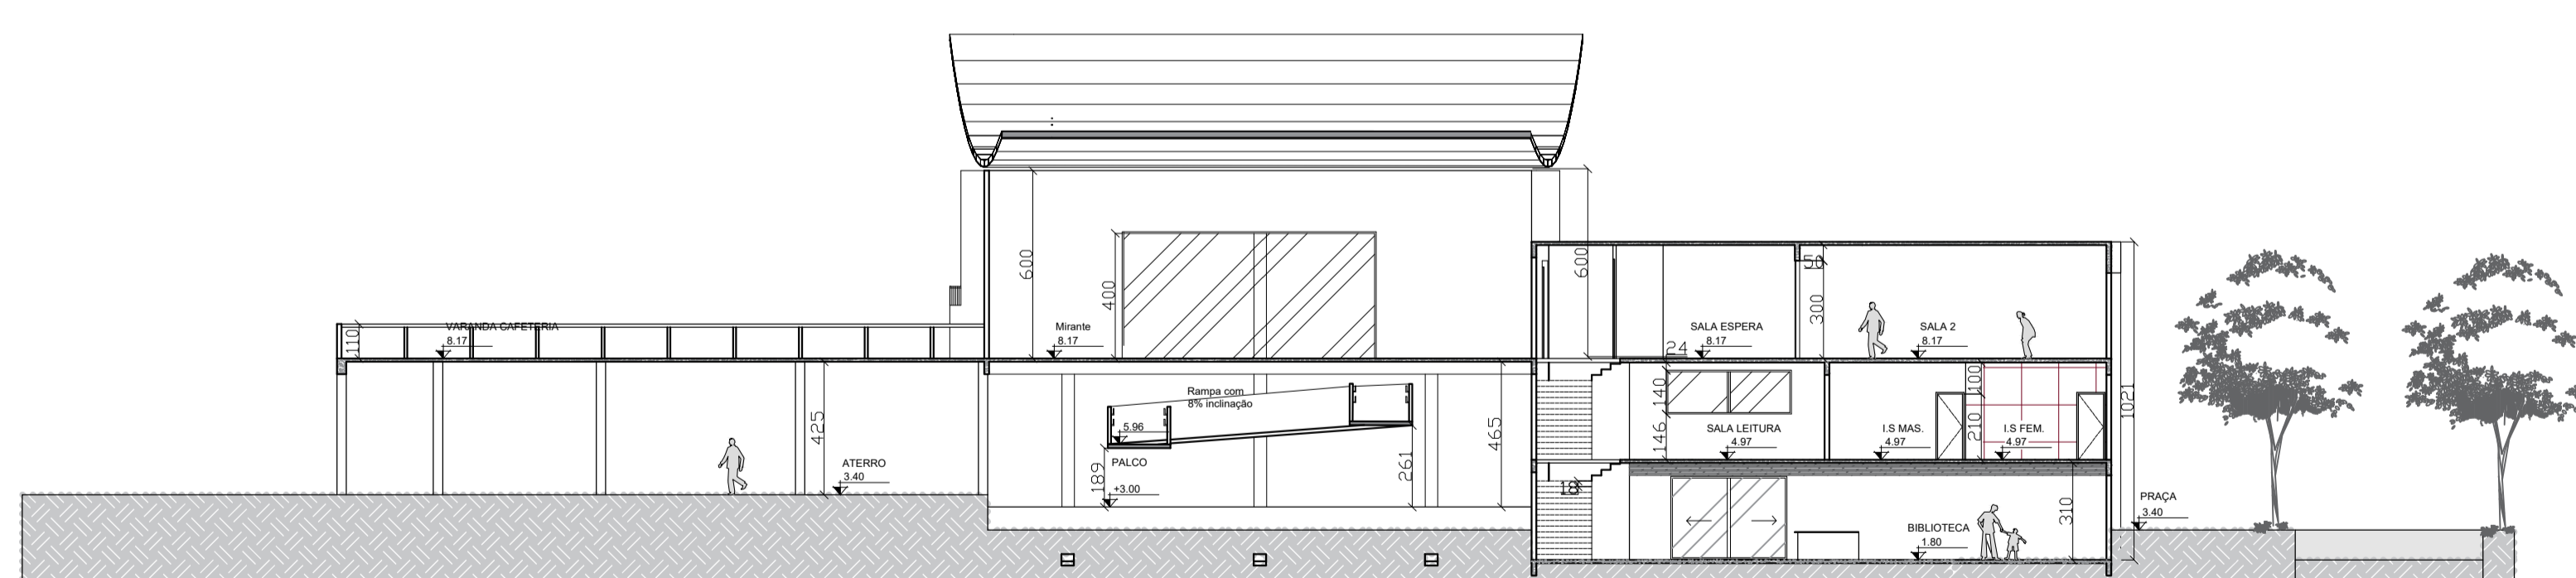 600
600
400
50
300
110
VARANDA CAFETERIA
8.17
Mirante
8.17
SALA ESPERA
8.17
SALA 2
8.17
24
1021
425
Rampa com
8% inclinação
5.96
PALCO
189
+3.00
261
465
140
146
SALA LEITURA
4.97
I.S MAS.
4.97
100
210
I.S FEM.
4.97
ATERRO
3.40
18
BIBLIOTECA
1.80
310
PRAÇA
3.40